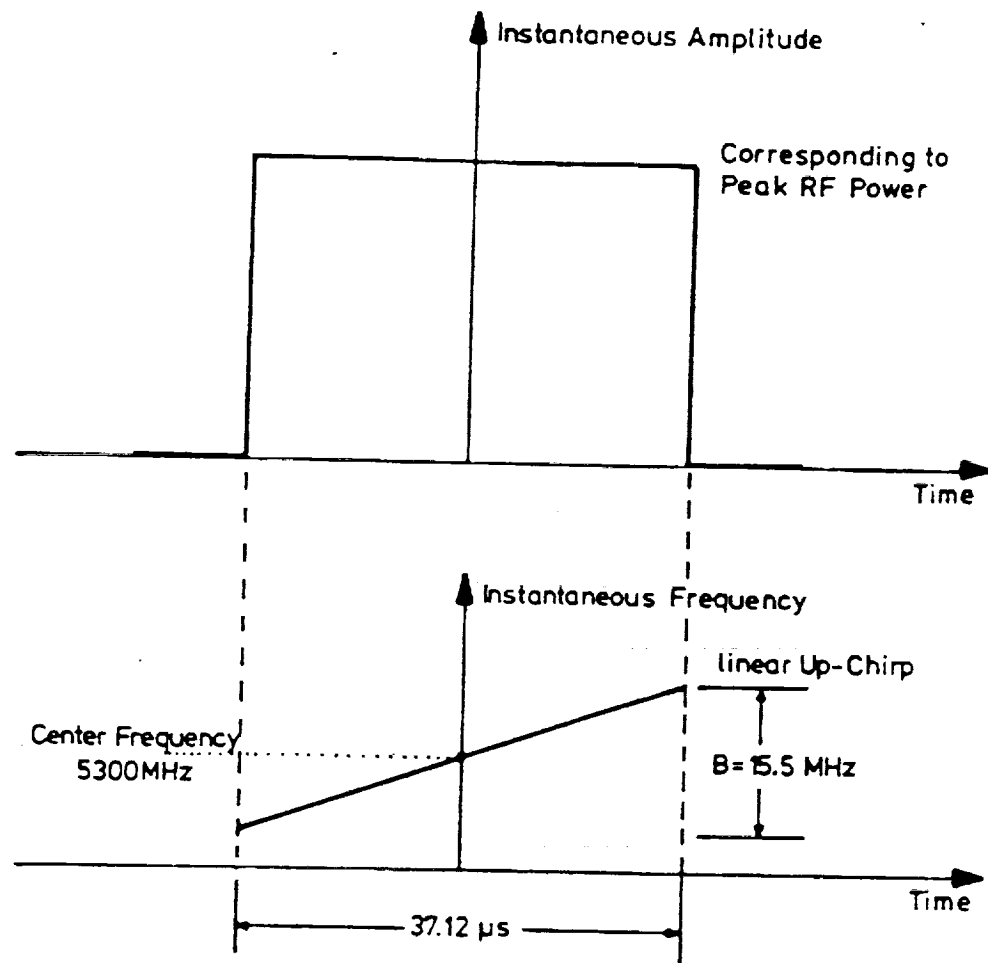 Instantaneous Amplitude
Corresponding to
Peak RF Power
Time
Instantaneous Frequency
linear Up-Chirp
Center Frequency
5300MHz
B=15.5 MHz
Time
37.12 µs